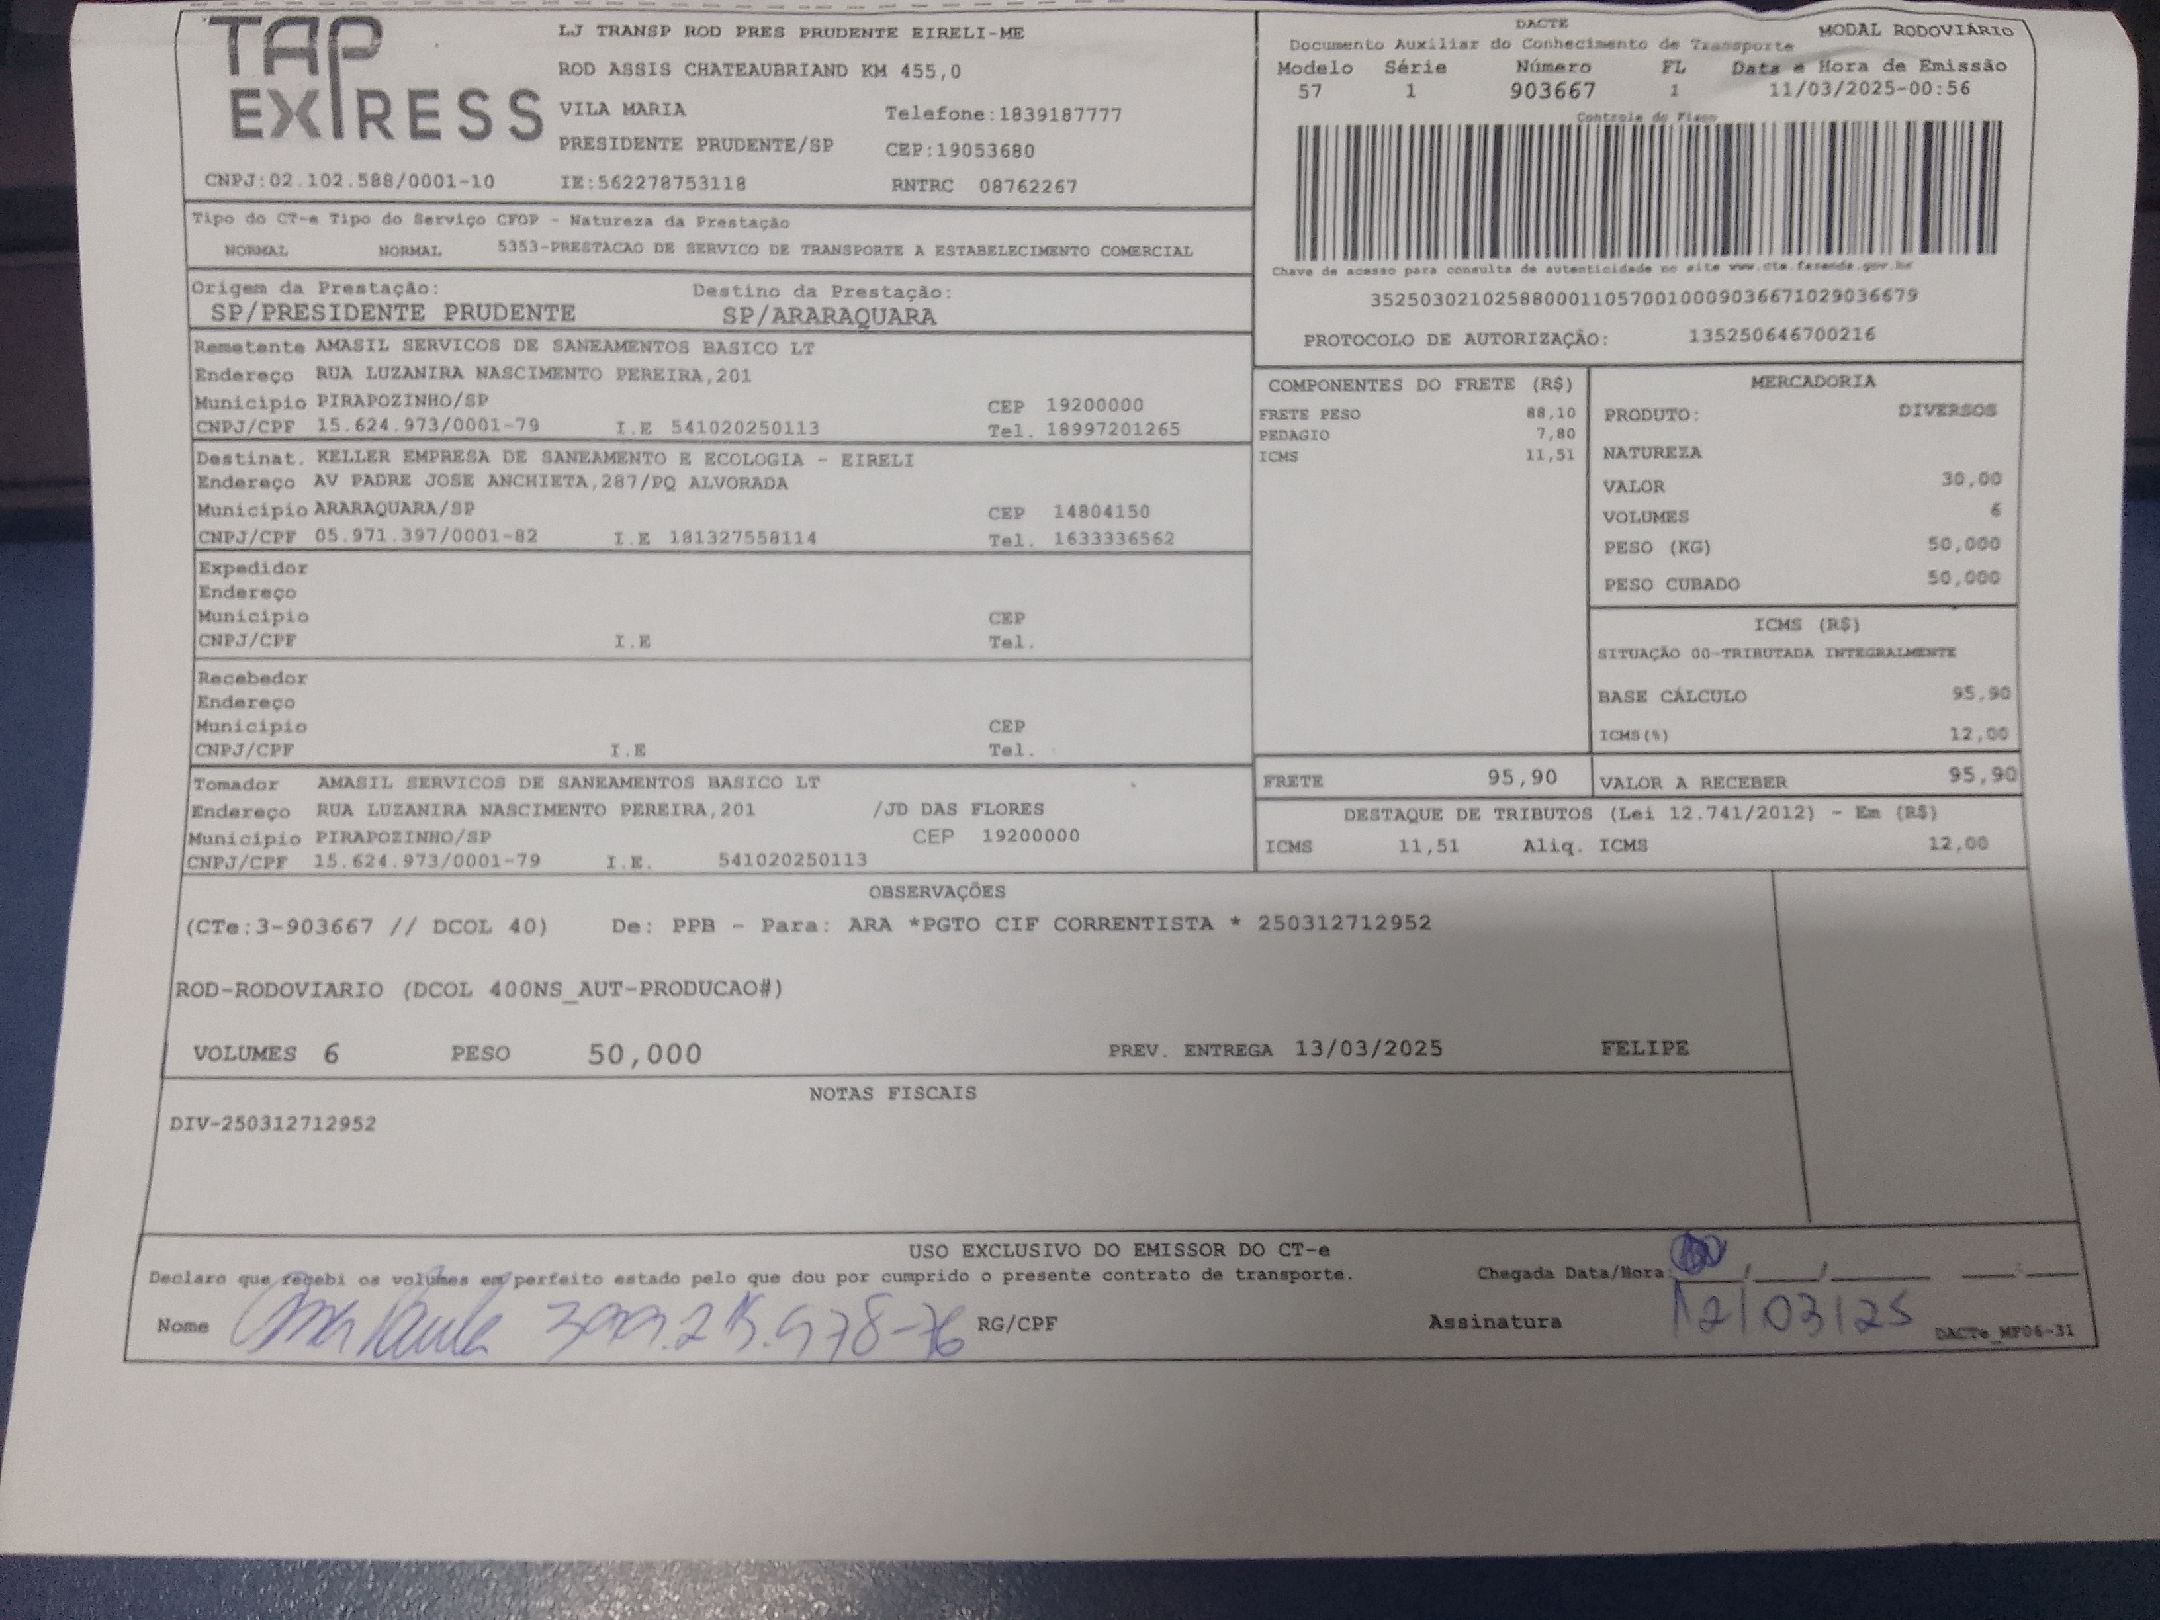 TAP
EXPRESS
LJ TRANSP ROD PRES PRUDENTE EIRELI-ME
ROD ASSIS CHATEAUBRIAND KM 455,0
VILA MARIA Telefone:1839187777
PRESIDENTE PRUDENTE/SP CEP:19053680
CNPJ:02.102.588/0001-10 IE:562278753118 RNTRC 08762267
DACTE MODAL RODOVIÁRIO
Documento Auxiliar do Conhecimento de Transporte
Modelo Série Número FL Data e Hora de Emissão
57 1 903667 1 11/03/2025-00:56
Controle do Fisco
Chave de acesso para consulta de autenticidade no site www.cte.fazenda.gov.br
35250302102588000110570010009036671029036679
PROTOCOLO DE AUTORIZAÇÃO: 135250646700216
Tipo do CT-e Tipo do Serviço CFOP - Natureza da Prestação
NORMAL NORMAL 5353-PRESTACAO DE SERVICO DE TRANSPORTE A ESTABELECIMENTO COMERCIAL
Origem da Prestação: Destino da Prestação:
SP/PRESIDENTE PRUDENTE SP/ARARAQUARA
Remetente AMASIL SERVICOS DE SANEAMENTOS BASICO LT
Endereço RUA LUZANIRA NASCIMENTO PEREIRA,201
Municipio PIRAPOZINHO/SP CEP 19200000
CNPJ/CPF 15.624.973/0001-79 I.E 541020250113 Tel. 18997201265
Destinat. KELLER EMPRESA DE SANEAMENTO E ECOLOGIA - EIRELI
Endereço AV PADRE JOSE ANCHIETA,287/PQ ALVORADA
Municipio ARARAQUARA/SP CEP 14804150
CNPJ/CPF 05.971.397/0001-82 I.E 181327558114 Tel. 1633336562
Expedidor
Endereço
Municipio CEP
CNPJ/CPF I.E Tel.
Recebedor
Endereço
Municipio CEP
CNPJ/CPF I.E Tel.
Tomador AMASIL SERVICOS DE SANEAMENTOS BASICO LT
Endereço RUA LUZANIRA NASCIMENTO PEREIRA,201 /JD DAS FLORES
Municipio PIRAPOZINHO/SP CEP 19200000
CNPJ/CPF 15.624.973/0001-79 I.E. 541020250113
COMPONENTES DO FRETE (R$)
FRETE PESO 88,10
PEDAGIO 7,80
ICMS 11,51
MERCADORIA
PRODUTO: DIVERSOS
NATUREZA
VALOR 30,00
VOLUMES 6
PESO (KG) 50,000
PESO CUBADO 50,000
ICMS (R$)
SITUAÇÃO 00-TRIBUTADA INTEGRALMENTE
BASE CÁLCULO 95,90
ICMS(%) 12,00
FRETE 95,90 VALOR A RECEBER 95,90
DESTAQUE DE TRIBUTOS (Lei 12.741/2012) - Em (R$)
ICMS 11,51 Aliq. ICMS 12,00
OBSERVAÇÕES
(CTe:3-903667 // DCOL 40) De: PPB - Para: ARA *PGTO CIF CORRENTISTA * 250312712952
ROD-RODOVIARIO (DCOL 400NS_AUT-PRODUCAO#)
VOLUMES 6 PESO 50,000 PREV. ENTREGA 13/03/2025 FELIPE
NOTAS FISCAIS
DIV-250312712952
USO EXCLUSIVO DO EMISSOR DO CT-e
Declaro que recebi os volumes em perfeito estado pelo que dou por cumprido o presente contrato de transporte. Chegada Data/Hora: / /
Nome Ana Paula RG/CPF Assinatura 12/03/25 DACTe_MF06-31